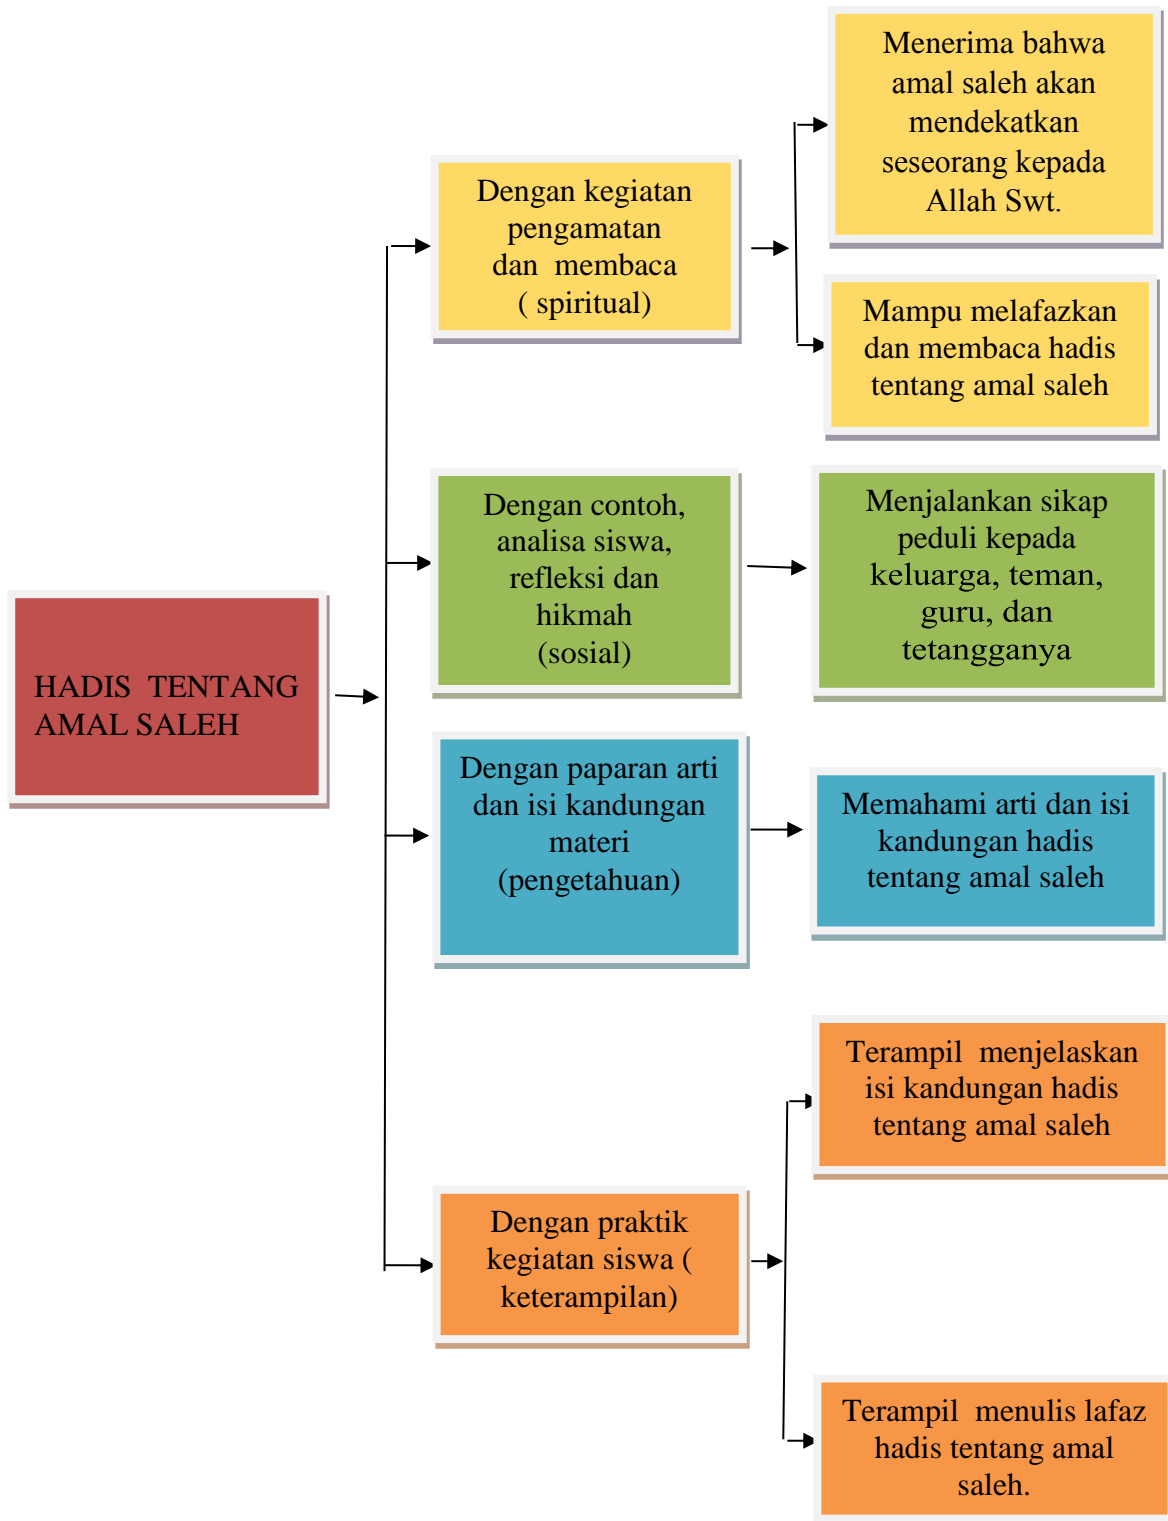 HADIS TENTANG
AMAL SALEH
Dengan kegiatan
pengamatan
dan membaca
( spiritual)
Menerima bahwa
amal saleh akan
mendekatkan
seseorang kepada
Allah Swt.
Mampu melafazkan
dan membaca hadis
tentang amal saleh
Dengan contoh,
analisa siswa,
refleksi dan
hikmah
(sosial)
Menjalankan sikap
peduli kepada
keluarga, teman,
guru, dan
tetangganya
Dengan paparan arti
dan isi kandungan
materi
(pengetahuan)
Memahami arti dan isi
kandungan hadis
tentang amal saleh
Dengan praktik
kegiatan siswa (
keterampilan)
Terampil menjelaskan
isi kandungan hadis
tentang amal saleh
Terampil menulis lafaz
hadis tentang amal
saleh.